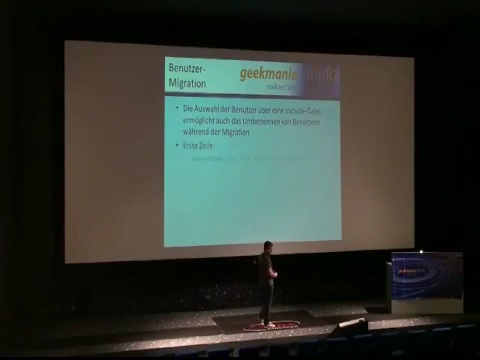 Benutzer-
Migration
geekmania
switzerland
• Die Auswahl der Benutzer über eine Include-Datei
ermöglicht auch das Umbenennen von Benutzern
während der Migration
• Erste Zeile: